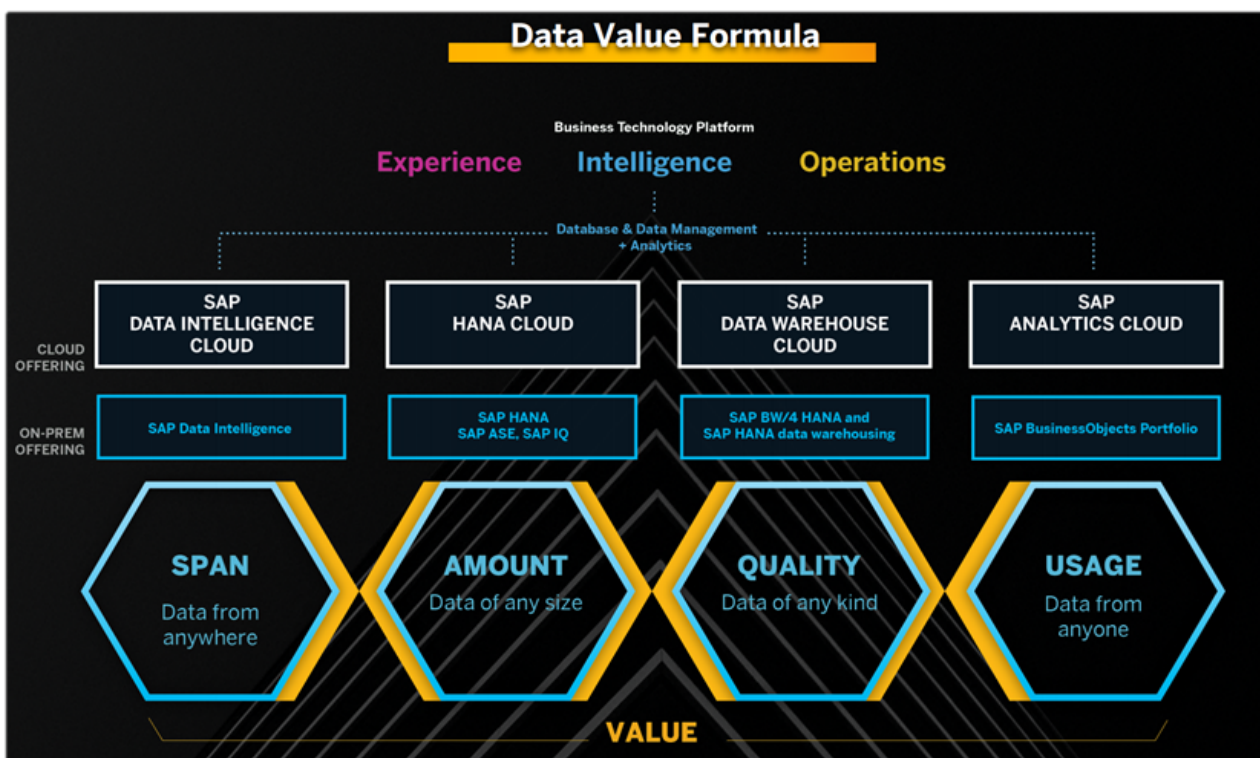 Data Value Formula
Business Technology Platform
Experience Intelligence Operations
Database & Data Management
+ Analytics
CLOUD
OFFERING
SAP
DATA INTELLIGENCE
CLOUD
SAP
HANA CLOUD
SAP
DATA WAREHOUSE
CLOUD
SAP
ANALYTICS CLOUD
ON-PREM
OFFERING
SAP Data Intelligence
SAP HANA
SAP ASE, SAP IQ
SAP BW/4 HANA and
SAP HANA data warehousing
SAP BusinessObjects Portfolio
SPAN
Data from
anywhere
AMOUNT
Data of any size
QUALITY
Data of any kind
USAGE
Data from
anyone
VALUE